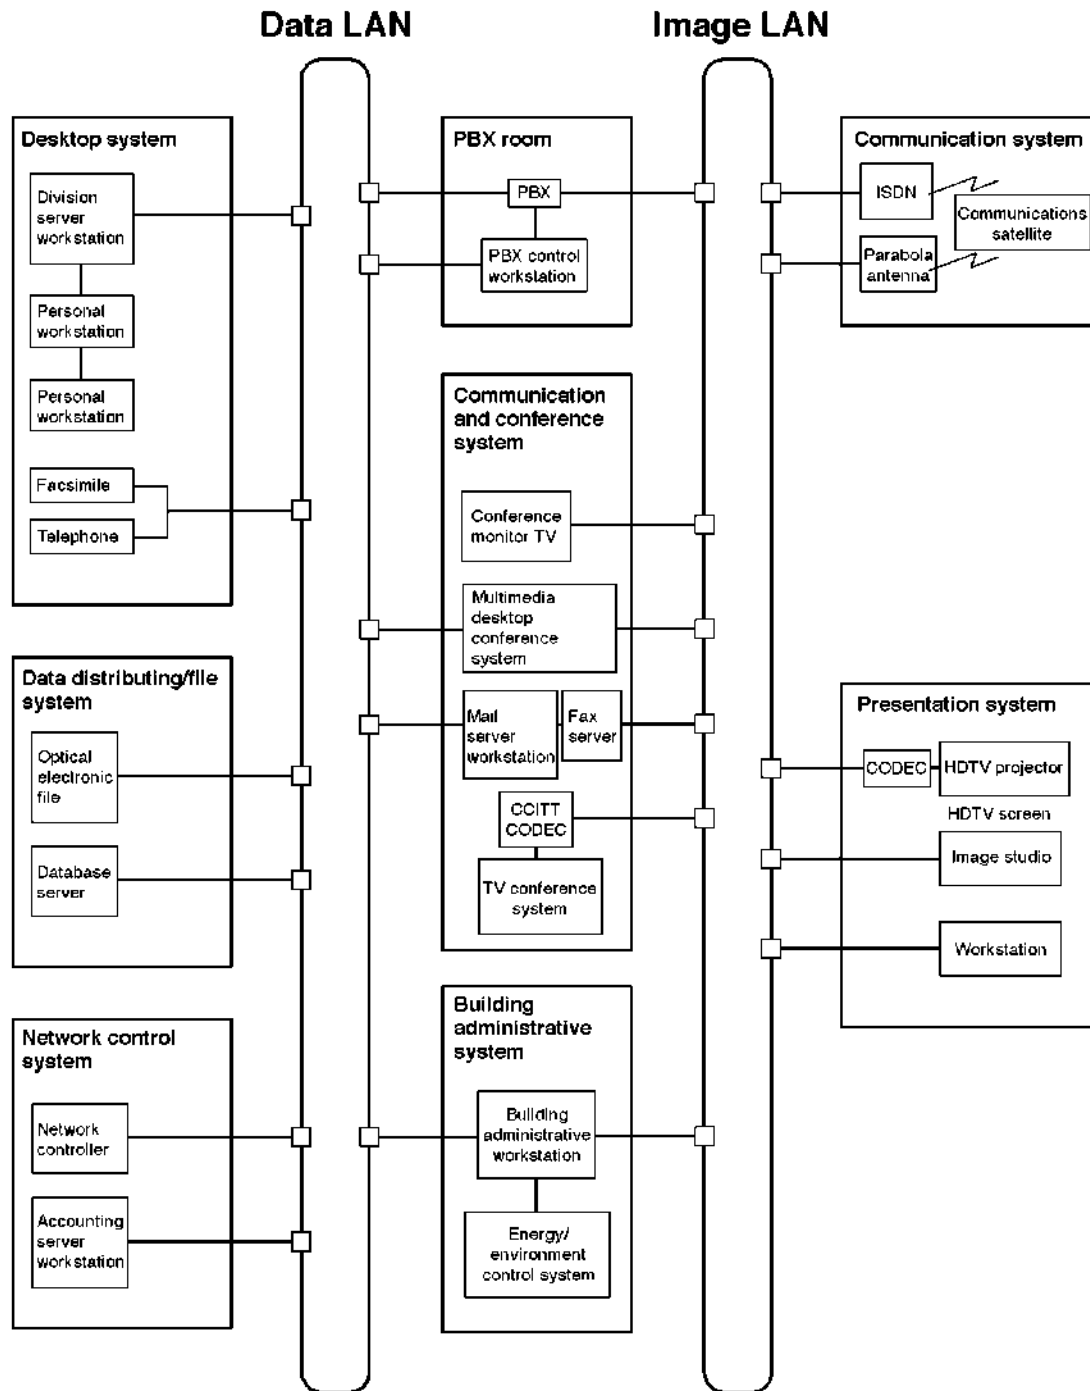 Data LAN
Image LAN
Desktop system
Division
server
workstation
Personal
workstation
Personal
workstation
Facsimile
Telephone
Data distributing/file
system
Optical
electronic
file
Database
server
Network control
system
Network
controller
Accounting
server
workstation
PBX room
PBX
PBX control
workstation
Communication
and conference
system
Conference
monitor TV
Multimedia
desktop
conference
system
Mail
server
workstation
Fax
server
CCITT
CODEC
TV conference
system
Building
administrative
system
Building
administrative
workstation
Energy/
environment
control system
Communication
system
ISDN
Communications
satellite
Parabola
antenna
Presentation system
CODEC
HDTV projector
HDTV screen
Image studio
Workstation